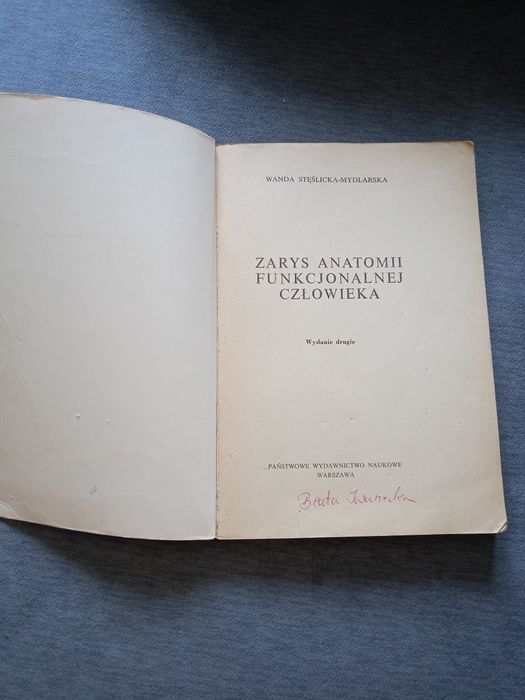 WANDA STĘŚLICKA-MYDLARSKA
ZARYS ANATOMII
FUNKCJONALNEJ
CZŁOWIEKA
Wydanie drugie
PAŃSTWOWE WYDAWNICTWO NAUKOWE
WARSZAWA
Beata